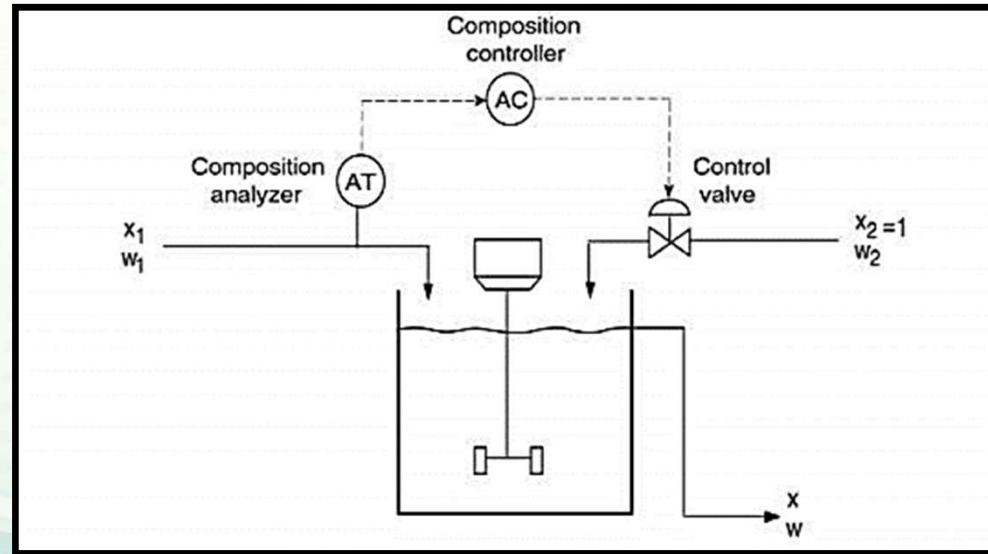 Composition
controller
AC
Composition
analyzer
AT
Control
valve
x₁
w₁
x₂ =1
w₂
x
w